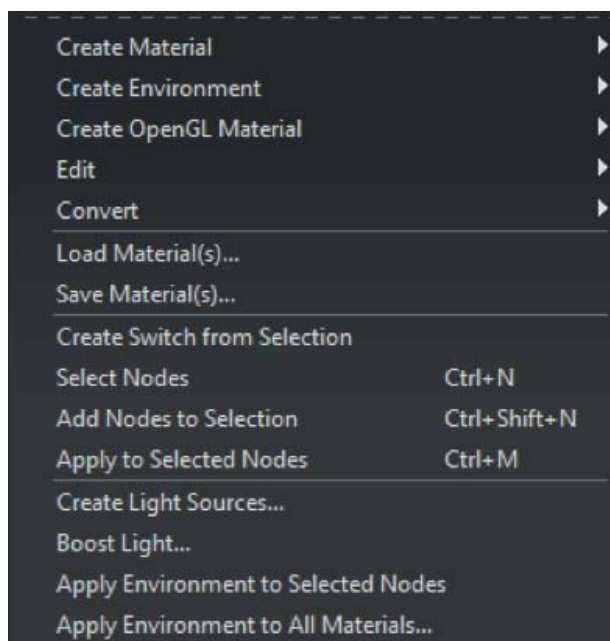 Create Material
Create Environment
Create OpenGL Material
Edit
Convert
Load Material(s)...
Save Material(s)...
Create Switch from Selection
Select Nodes Ctrl+N
Add Nodes to Selection Ctrl+Shift+N
Apply to Selected Nodes Ctrl+M
Create Light Sources...
Boost Light...
Apply Environment to Selected Nodes
Apply Environment to All Materials...